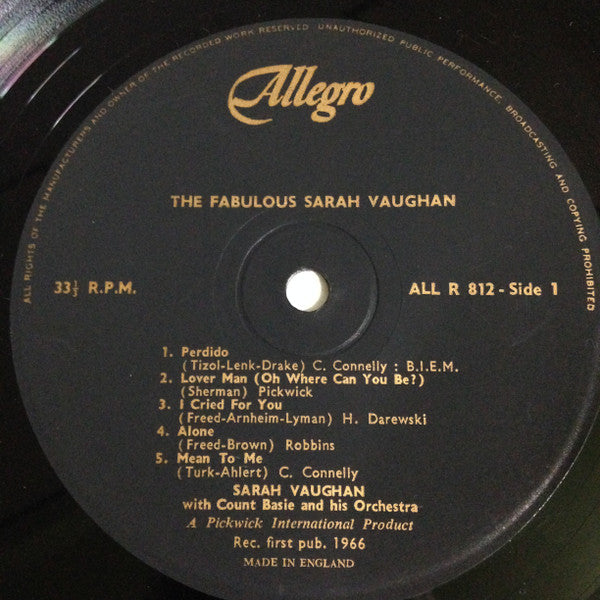 ALL RIGHTS OF THE MANUFACTURERS AND OWNER OF THE RECORDED WORK RESERVED UNAUTHORIZED PUBLIC PERFORMANCE, BROADCASTING AND COPYING PROHIBITED
Allegro
THE FABULOUS SARAH VAUGHAN
33⅓ R.P.M.
ALL R 812 - Side 1
1. Perdido
(Tizol-Lenk-Drake) C. Connelly : B.I.E.M.
2. Lover Man (Oh Where Can You Be?)
(Sherman) Pickwick
3. I Cried For You
(Freed-Arnheim-Lyman) H. Darewski
4. Alone
(Freed-Brown) Robbins
5. Mean To Me
(Turk-Ahlert) C. Connelly
SARAH VAUGHAN
with Count Basie and his Orchestra
A Pickwick International Product
Rec. first pub. 1966
MADE IN ENGLAND